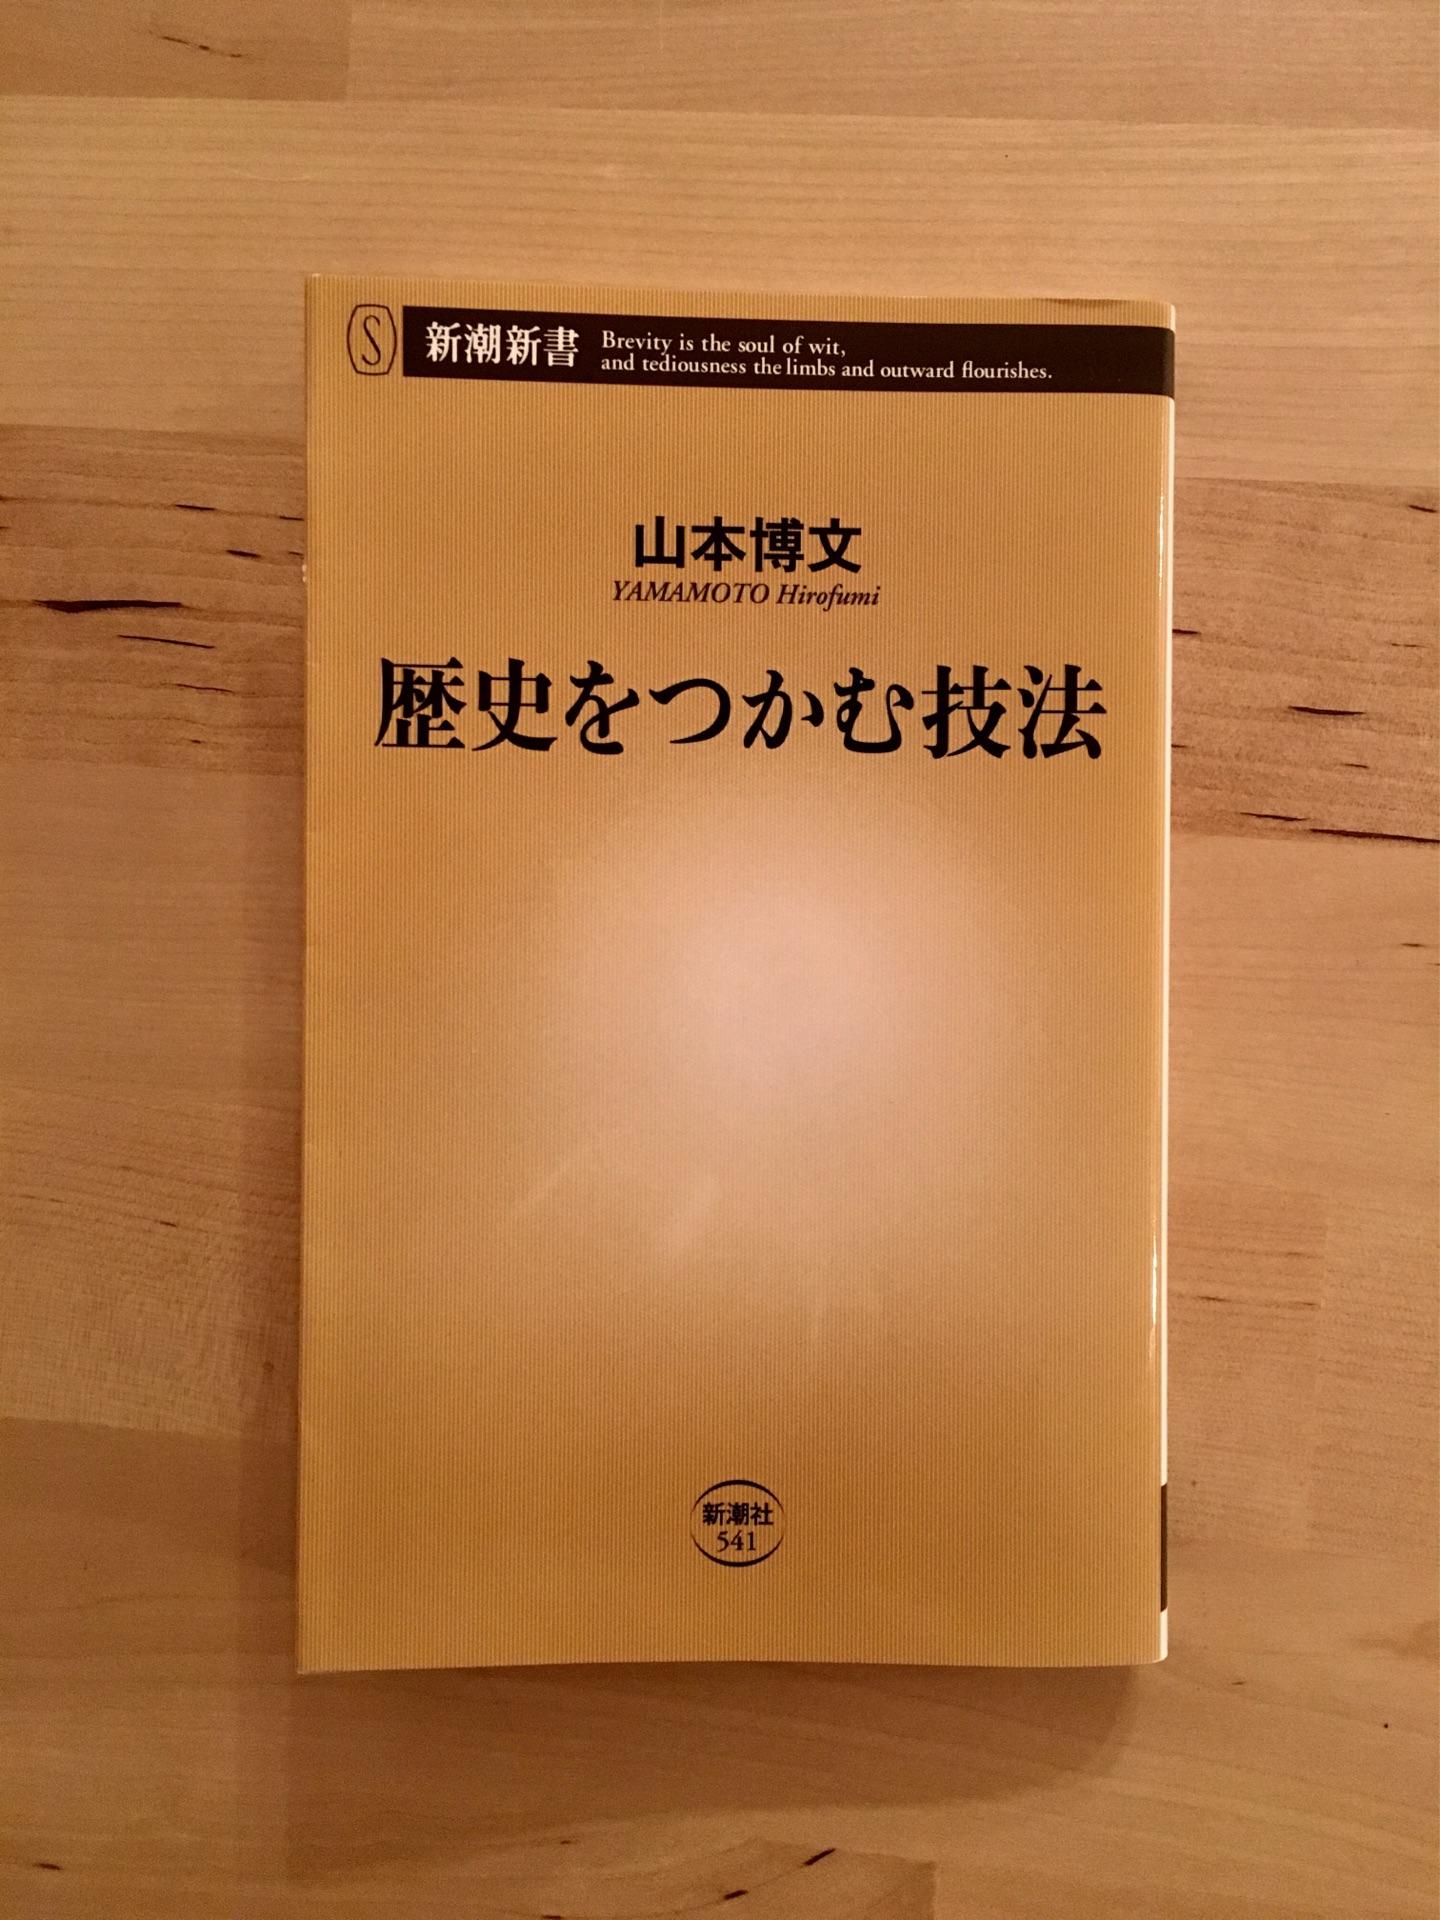 S
新潮新書
Brevity is the soul of wit,
and tediousness the limbs and outward flourishes.
山本博文
YAMAMOTO Hirofumi
歴史をつかむ技法
新潮社
541